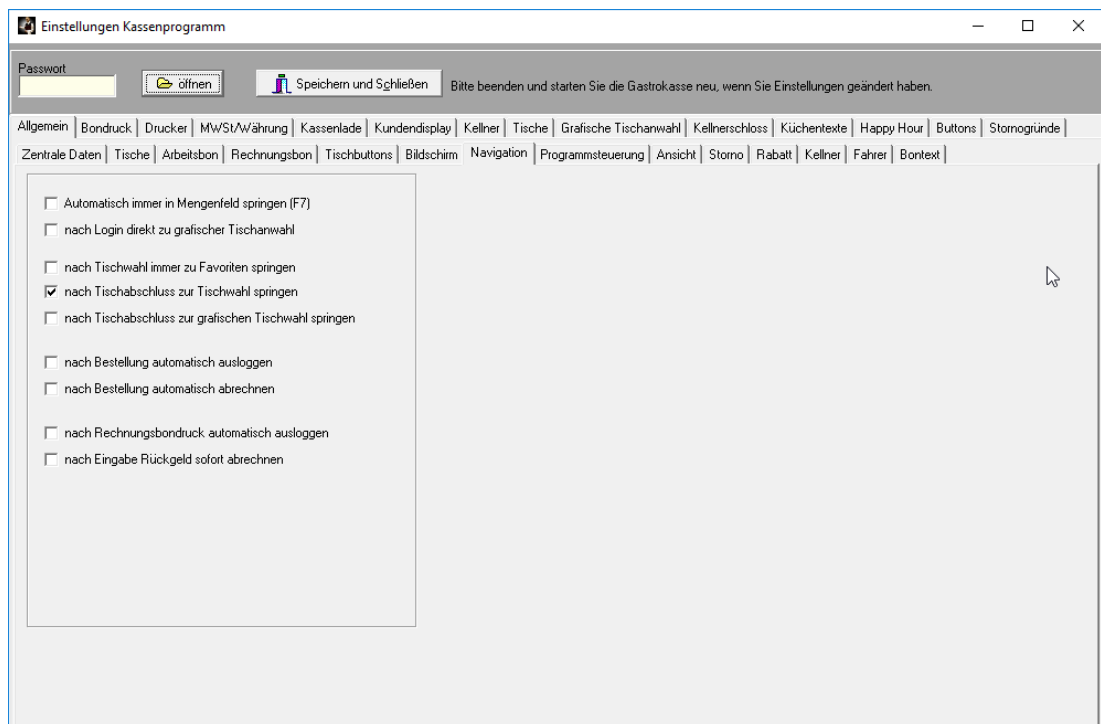 Einstellungen Kassenprogramm
Passwort
öffnen
Speichern und Schließen
Bitte beenden und starten Sie die Gastrokasse neu, wenn Sie Einstellungen geändert haben.
Allgemein Bondruck Drucker MWSt/Währung Kassenlade Kundendisplay Kellner Tische Grafische Tischanwahl Kellnerschloss Küchentexte Happy Hour Buttons Stornogründe
Zentrale Daten Tische Arbeitsbon Rechnungsbon Tischbuttons Bildschirm Navigation Programmsteuerung Ansicht Storno Rabatt Kellner Fahrer Bontext
Automatisch immer in Mengenfeld springen (F7)
nach Login direkt zu grafischer Tischanwahl
nach Tischwahl immer zu Favoriten springen
nach Tischabschluss zur Tischwahl springen
nach Tischabschluss zur grafischen Tischwahl springen
nach Bestellung automatisch ausloggen
nach Bestellung automatisch abrechnen
nach Rechnungsbondruck automatisch ausloggen
nach Eingabe Rückgeld sofort abrechnen